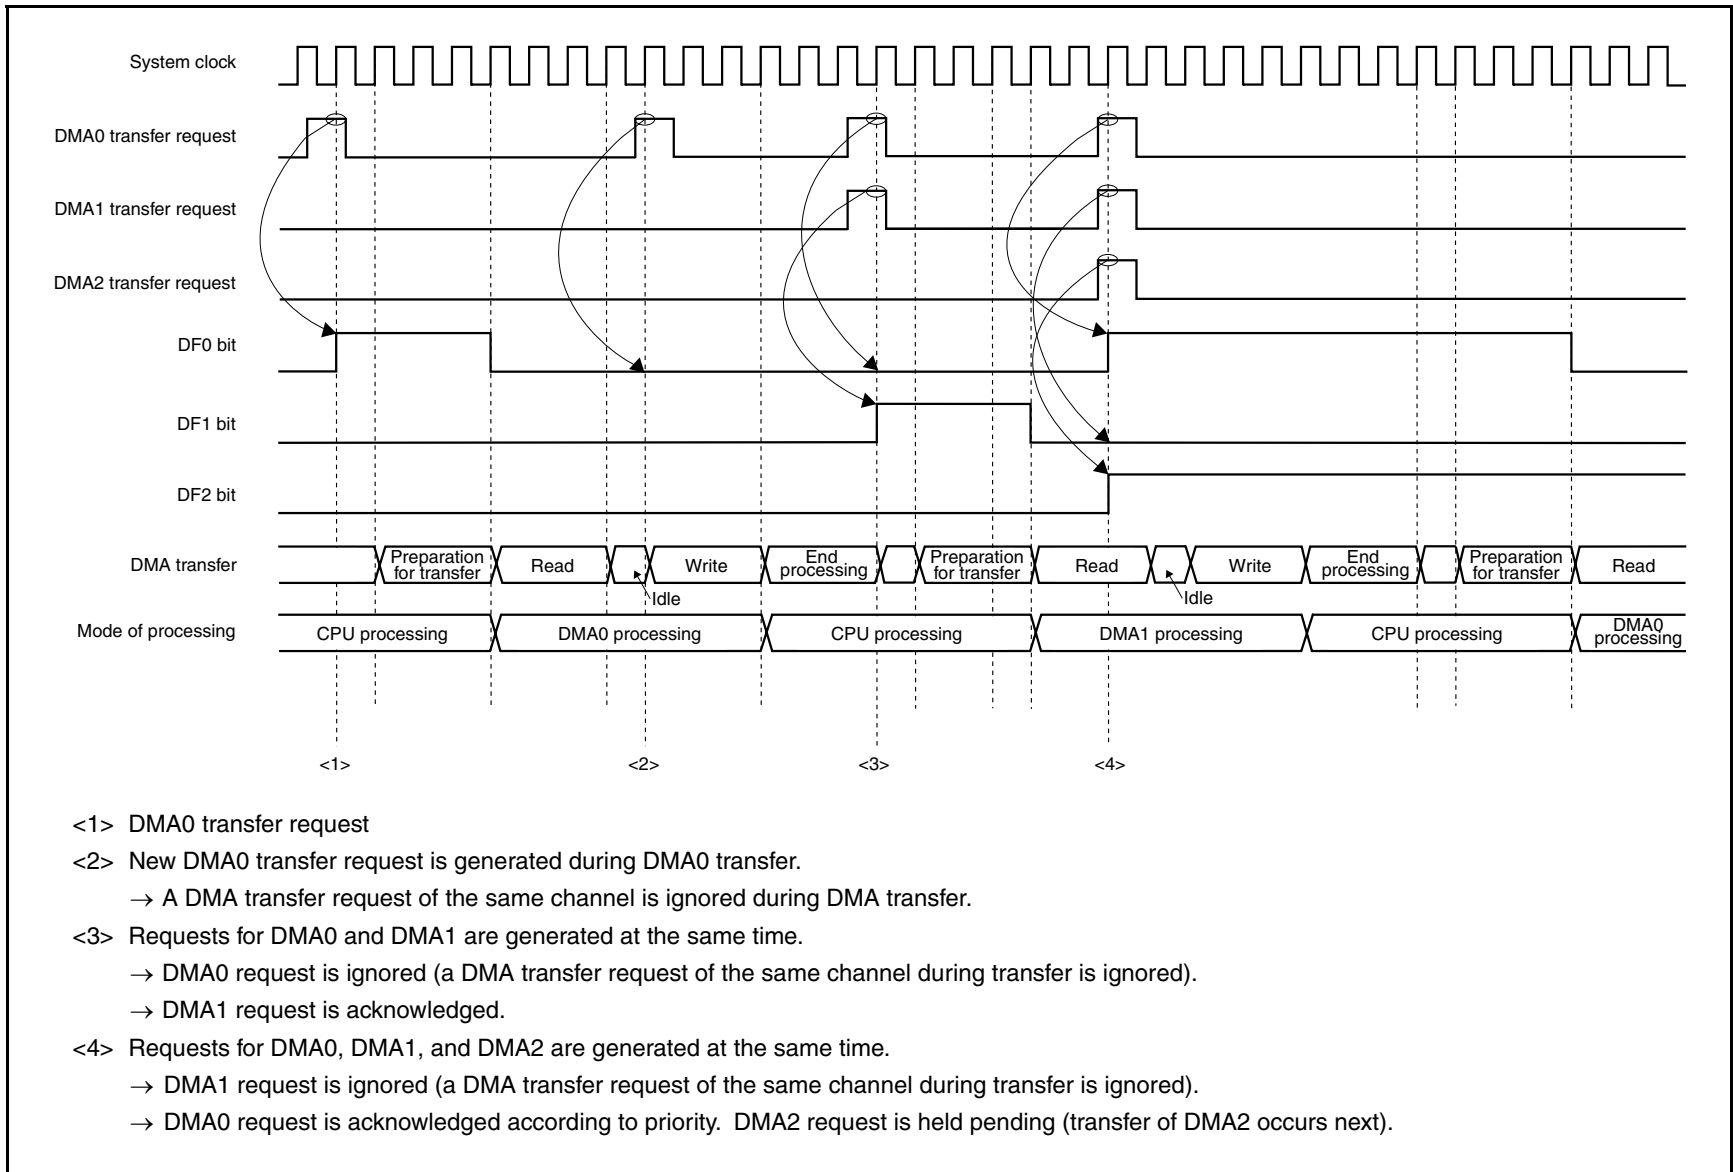 System clock
DMA0 transfer request
DMA1 transfer request
DMA2 transfer request
DF0 bit
DF1 bit
DF2 bit
DMA transfer
Preparation
for transfer
Read
Write
End
processing
Preparation
for transfer
Read
Write
End
processing
Preparation
for transfer
Read
Idle
Idle
Mode of processing
CPU processing
DMA0 processing
CPU processing
DMA1 processing
CPU processing
DMA0
processing
<1>
<2>
<3>
<4>
<1> DMA0 transfer request
<2> New DMA0 transfer request is generated during DMA0 transfer.
→ A DMA transfer request of the same channel is ignored during DMA transfer.
<3> Requests for DMA0 and DMA1 are generated at the same time.
→ DMA0 request is ignored (a DMA transfer request of the same channel during transfer is ignored).
→ DMA1 request is acknowledged.
<4> Requests for DMA0, DMA1, and DMA2 are generated at the same time.
→ DMA1 request is ignored (a DMA transfer request of the same channel during transfer is ignored).
→ DMA0 request is acknowledged according to priority. DMA2 request is held pending (transfer of DMA2 occurs next).